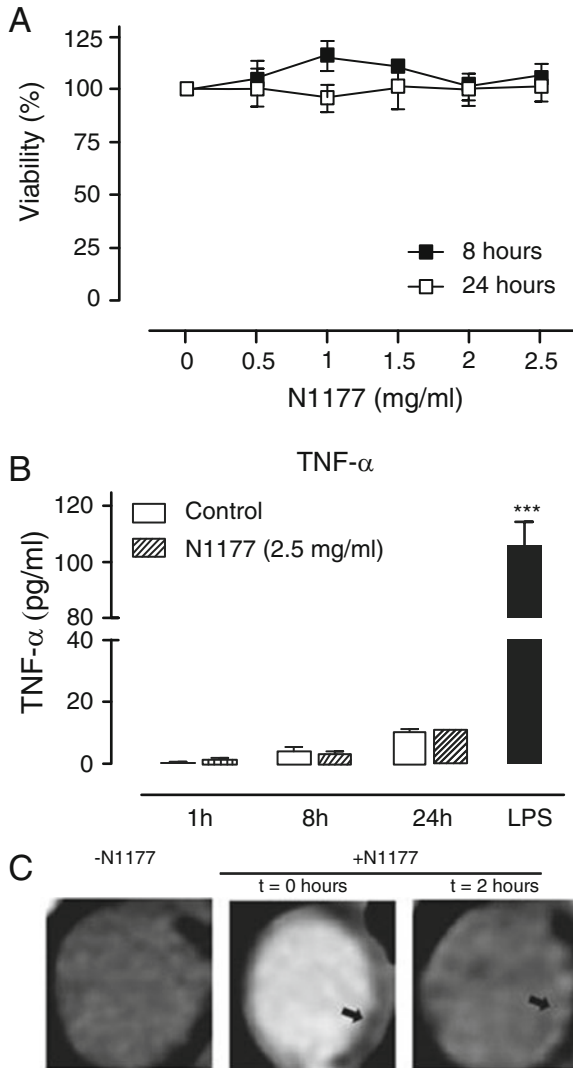 A
125
100
75
50
25
0
Viability (%)
8 hours
24 hours
0 0.5 1 1.5 2 2.5
N1177 (mg/ml)
B
TNF-α
120
100
80
40
20
0
TNF-α (pg/ml)
Control
N1177 (2.5 mg/ml)
***
1h 8h 24h LPS
C
-N1177 +N1177
t = 0 hours t = 2 hours